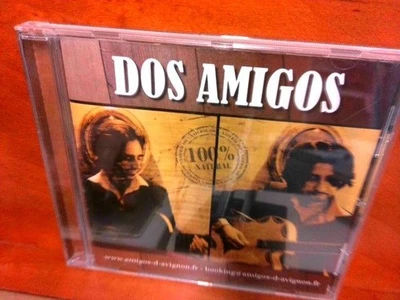 DOS AMIGOS
100%
NATURAL
www.amigos-d-avignon.fr - booking@amigos-d-avignon.fr